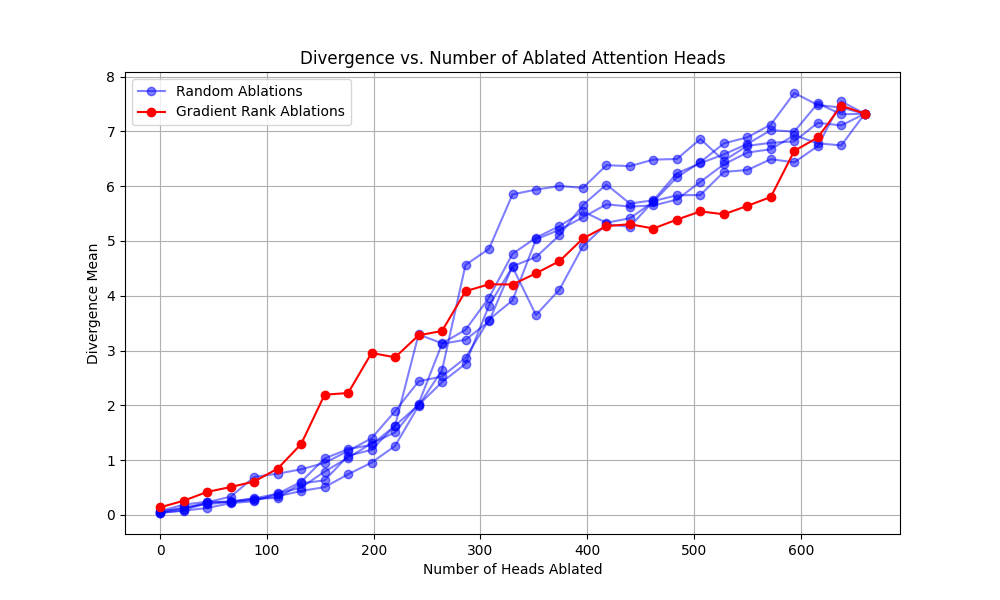 Divergence vs. Number of Ablated Attention Heads
Random Ablations
Gradient Rank Ablations
Divergence Mean
8
7
6
5
4
3
2
1
0
0 100 200 300 400 500 600
Number of Heads Ablated